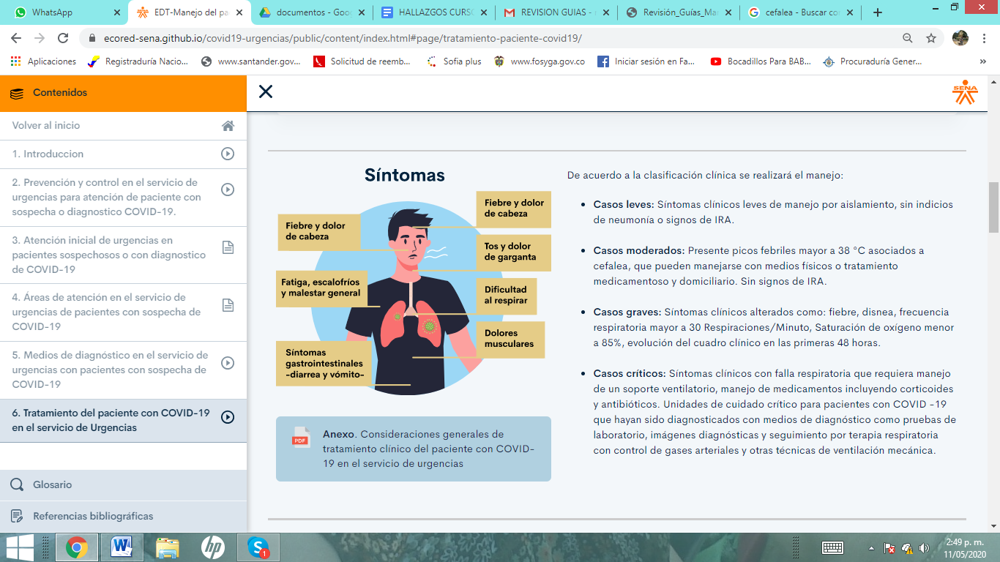 WhatsApp
EDT-Manejo del pa
documentos - Goog
HALLAZGOS CURSO
REVISION GUIAS - r
Revisión_Guías_Ma
cefalea - Buscar co
ecored-sena.github.io/covid19-urgencias/public/content/index.html#page/tratamiento-paciente-covid19/
Aplicaciones
Registraduría Nacio...
www.santander.gov...
Solicitud de reemb...
Sofia plus
www.fosyga.gov.co
Iniciar sesión en Fa...
Bocadillos Para BAB...
Procuraduría Gener...
»
Contenidos
SENA
Volver al inicio
1. Introduccion
2. Prevención y control en el servicio de
urgencias para atención de paciente con
sospecha o diagnostico COVID-19.
3. Atención inicial de urgencias en
pacientes sospechosos o con diagnostico
de COVID-19
4. Áreas de atención en el servicio de
urgencias de pacientes con sospecha de
COVID-19
5. Medios de diagnóstico en el servicio de
urgencias con pacientes con sospecha de
COVID-19
6. Tratamiento del paciente con COVID-19
en el servicio de Urgencias
Glosario
Referencias bibliográficas
Síntomas
Fiebre y dolor
de cabeza
Fatiga, escalofríos
y malestar general
Síntomas
gastrointestinales
-diarrea y vómito-
Fiebre y dolor
de cabeza
Tos y dolor
de garganta
Dificultad
al respirar
Dolores
musculares
PDF
Anexo. Consideraciones generales de
tratamiento clínico del paciente con COVID-
19 en el servicio de urgencias
De acuerdo a la clasificación clínica se realizará el manejo:
• Casos leves: Síntomas clínicos leves de manejo por aislamiento, sin indicios
de neumonía o signos de IRA.
• Casos moderados: Presente picos febriles mayor a 38 °C asociados a
cefalea, que pueden manejarse con medios físicos o tratamiento
medicamentoso y domiciliario. Sin signos de IRA.
• Casos graves: Síntomas clínicos alterados como: fiebre, disnea, frecuencia
respiratoria mayor a 30 Respiraciones/Minuto, Saturación de oxígeno menor
a 85%, evolución del cuadro clínico en las primeras 48 horas.
• Casos críticos: Síntomas clínicos con falla respiratoria que requiera manejo
de un soporte ventilatorio, manejo de medicamentos incluyendo corticoides
y antibióticos. Unidades de cuidado crítico para pacientes con COVID -19
que hayan sido diagnosticados con medios de diagnóstico como pruebas de
laboratorio, imágenes diagnósticas y seguimiento por terapia respiratoria
con control de gases arteriales y otras técnicas de ventilación mecánica.
hp
1
2:49 p. m.
11/05/2020